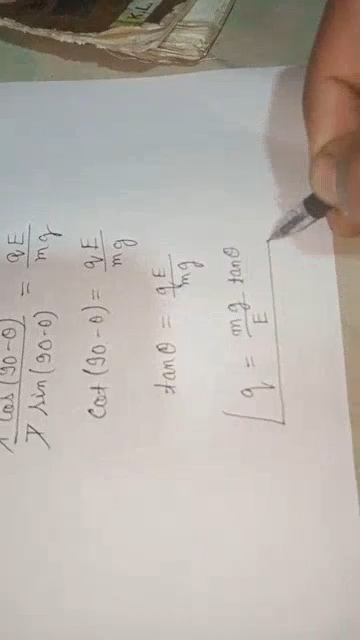 T cos(90-θ) / T sin(90-θ) = qE / mg
cot (90-θ) = qE / mg
tanθ = qE / mg
q = mg / E tanθ